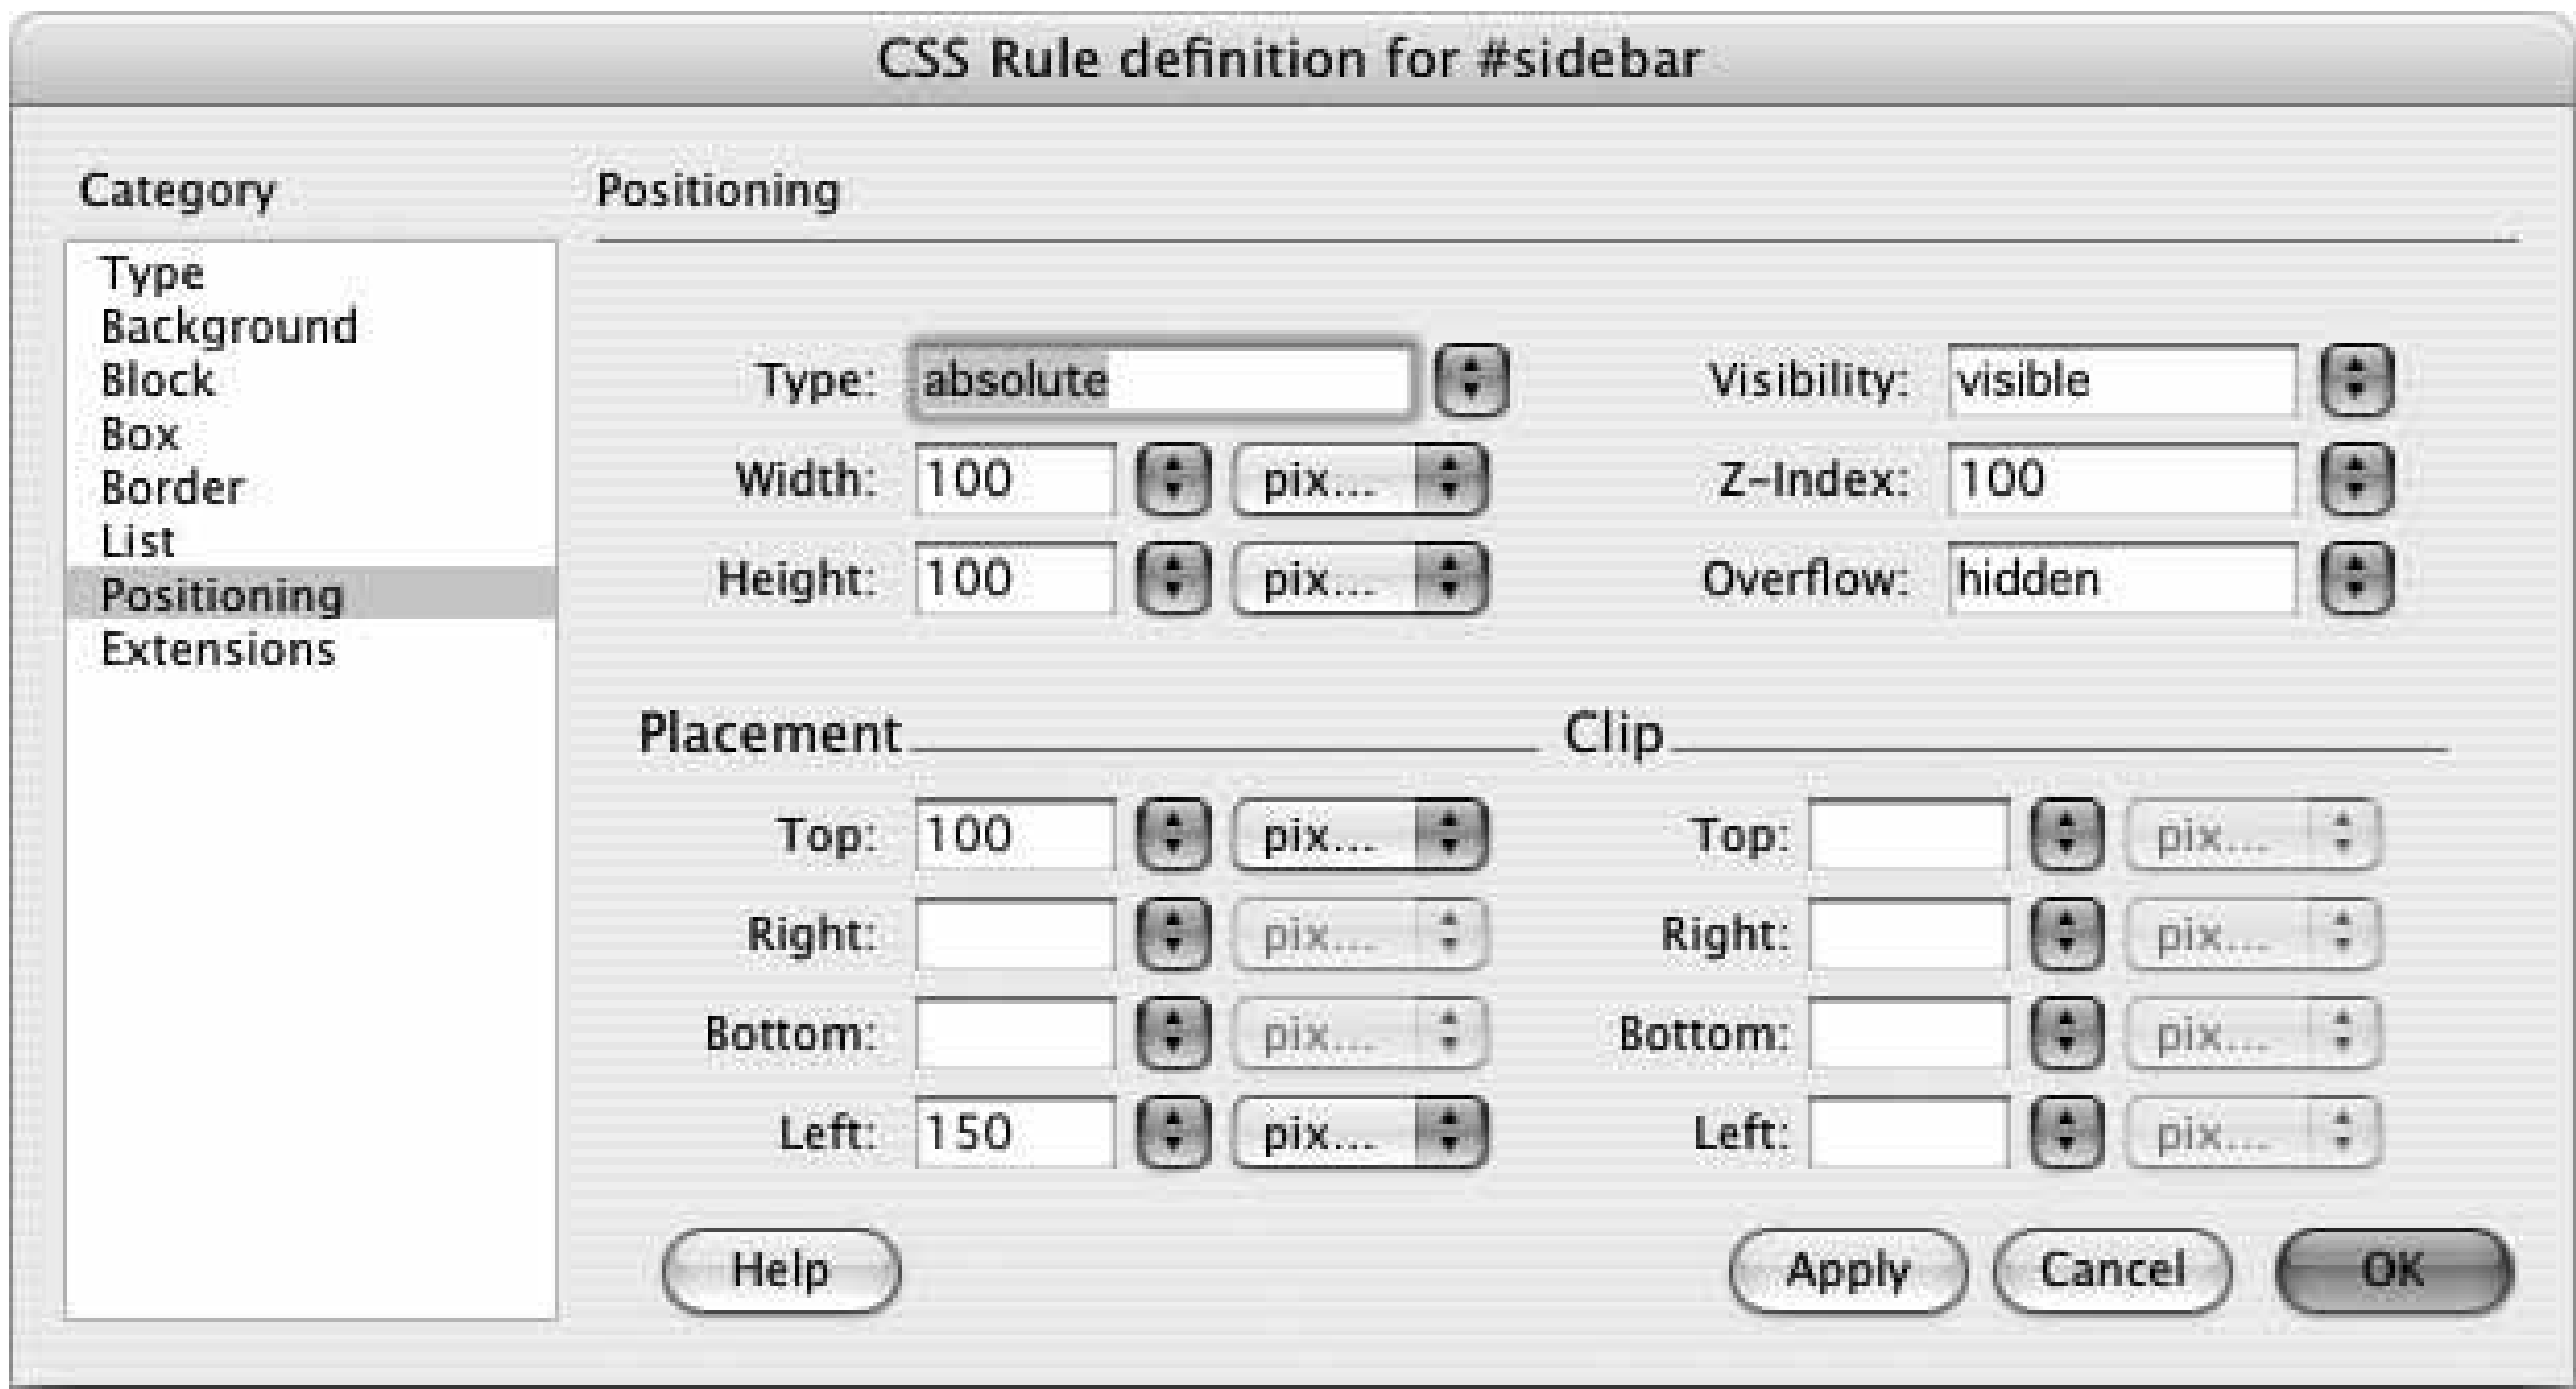 CSS Rule definition for #sidebar
Category
Positioning
Type
Background
Block
Box
Border
List
Positioning
Extensions
Type: absolute
Visibility: visible
Width: 100 pix...
Z-Index: 100
Height: 100 pix...
Overflow: hidden
Placement
Clip
Top: 100 pix...
Top: pix...
Right: pix...
Right: pix...
Bottom: pix...
Bottom: pix...
Left: 150 pix...
Left: pix...
Help
Apply
Cancel
OK